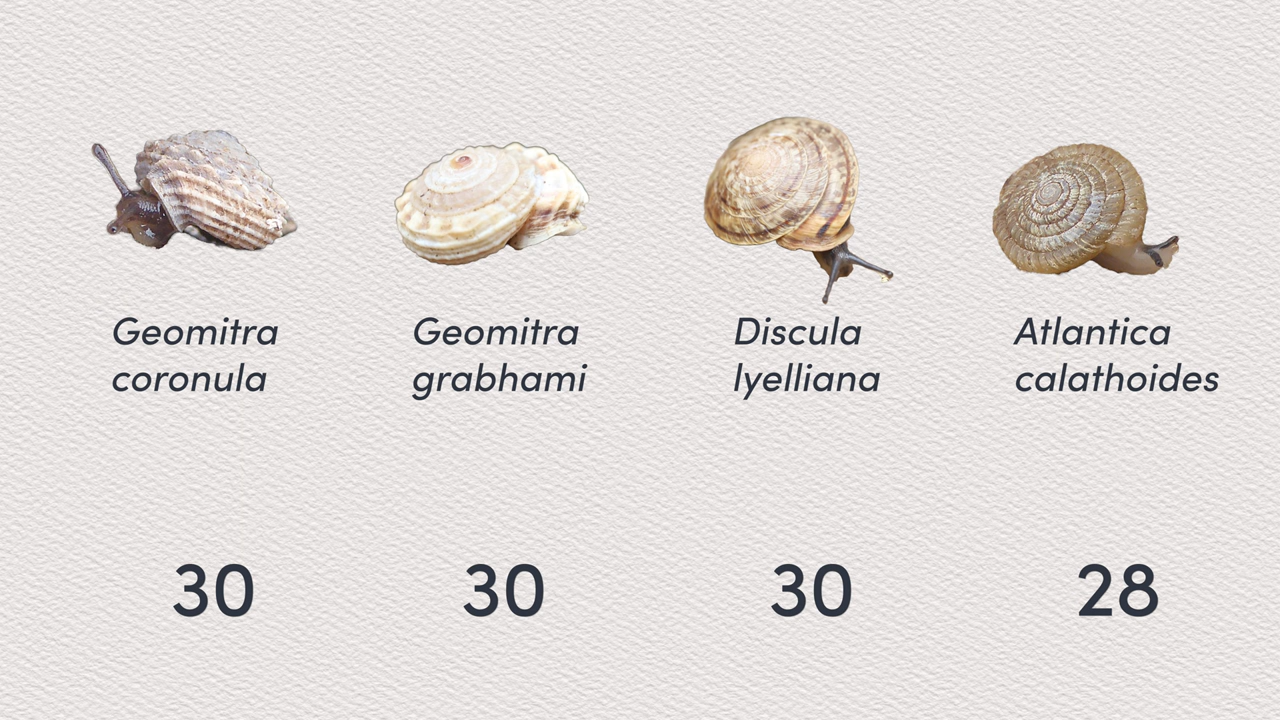 Geomitra
coronula
Geomitra
grabhami
Discula
lyelliana
Atlantica
calathoides
30
30
30
28